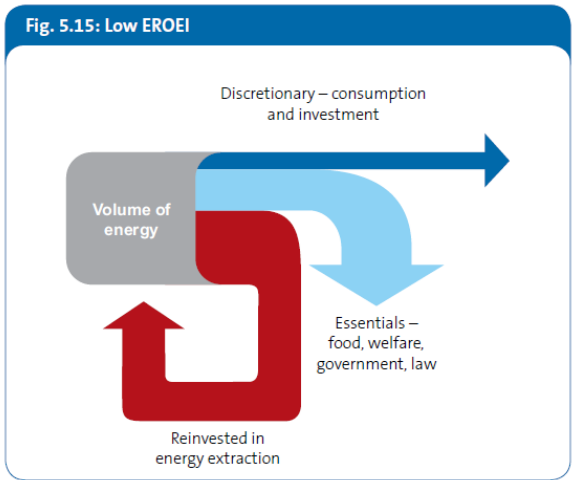 Fig. 5.15: Low EROEI
Discretionary – consumption
and investment
Volume of
energy
Essentials –
food, welfare,
government, law
Reinvested in
energy extraction